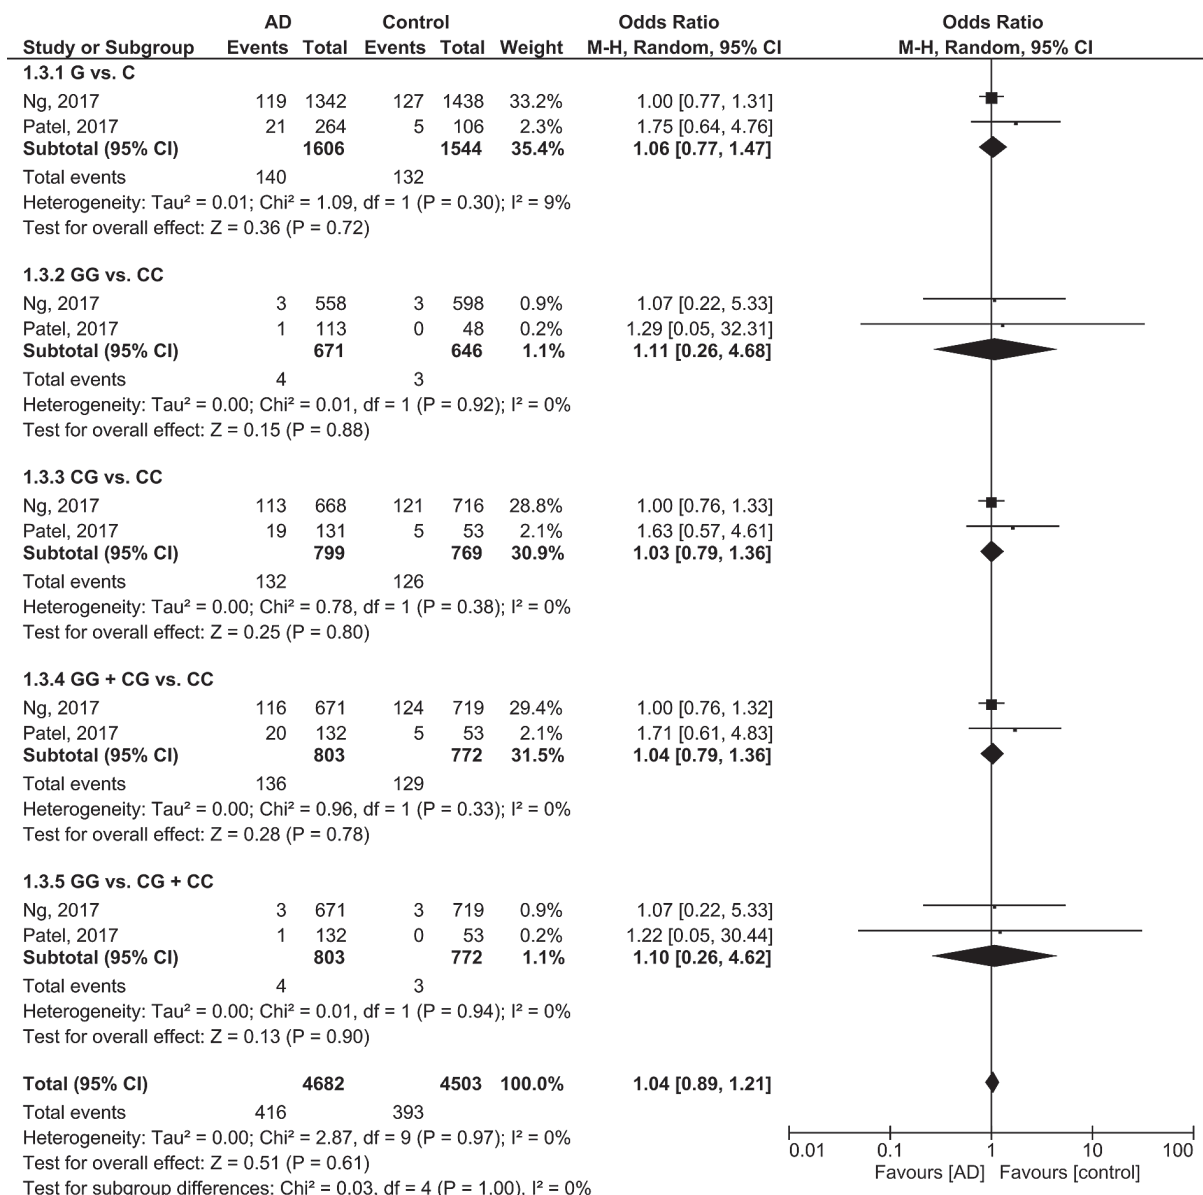 AD Control Odds Ratio Odds Ratio
Study or Subgroup Events Total Events Total Weight M-H, Random, 95% CI M-H, Random, 95% CI
1.3.1 G vs. C
Ng, 2017 119 1342 127 1438 33.2% 1.00 [0.77, 1.31]
Patel, 2017 21 264 5 106 2.3% 1.75 [0.64, 4.76]
Subtotal (95% CI) 1606 1544 35.4% 1.06 [0.77, 1.47]
Total events 140 132
Heterogeneity: Tau² = 0.01; Chi² = 1.09, df = 1 (P = 0.30); I² = 9%
Test for overall effect: Z = 0.36 (P = 0.72)
1.3.2 GG vs. CC
Ng, 2017 3 558 3 598 0.9% 1.07 [0.22, 5.33]
Patel, 2017 1 113 0 48 0.2% 1.29 [0.05, 32.31]
Subtotal (95% CI) 671 646 1.1% 1.11 [0.26, 4.68]
Total events 4 3
Heterogeneity: Tau² = 0.00; Chi² = 0.01, df = 1 (P = 0.92); I² = 0%
Test for overall effect: Z = 0.15 (P = 0.88)
1.3.3 CG vs. CC
Ng, 2017 113 668 121 716 28.8% 1.00 [0.76, 1.33]
Patel, 2017 19 131 5 53 2.1% 1.63 [0.57, 4.61]
Subtotal (95% CI) 799 769 30.9% 1.03 [0.79, 1.36]
Total events 132 126
Heterogeneity: Tau² = 0.00; Chi² = 0.78, df = 1 (P = 0.38); I² = 0%
Test for overall effect: Z = 0.25 (P = 0.80)
1.3.4 GG + CG vs. CC
Ng, 2017 116 671 124 719 29.4% 1.00 [0.76, 1.32]
Patel, 2017 20 132 5 53 2.1% 1.71 [0.61, 4.83]
Subtotal (95% CI) 803 772 31.5% 1.04 [0.79, 1.36]
Total events 136 129
Heterogeneity: Tau² = 0.00; Chi² = 0.96, df = 1 (P = 0.33); I² = 0%
Test for overall effect: Z = 0.28 (P = 0.78)
1.3.5 GG vs. CG + CC
Ng, 2017 3 671 3 719 0.9% 1.07 [0.22, 5.33]
Patel, 2017 1 132 0 53 0.2% 1.22 [0.05, 30.44]
Subtotal (95% CI) 803 772 1.1% 1.10 [0.26, 4.62]
Total events 4 3
Heterogeneity: Tau² = 0.00; Chi² = 0.01, df = 1 (P = 0.94); I² = 0%
Test for overall effect: Z = 0.13 (P = 0.90)
Total (95% CI) 4682 4503 100.0% 1.04 [0.89, 1.21]
Total events 416 393
Heterogeneity: Tau² = 0.00; Chi² = 2.87, df = 9 (P = 0.97); I² = 0%
Test for overall effect: Z = 0.51 (P = 0.61)
Test for subgroup differences: Chi² = 0.03, df = 4 (P = 1.00), I² = 0%
0.01 0.1 1 10 100
Favours [AD] Favours [control]